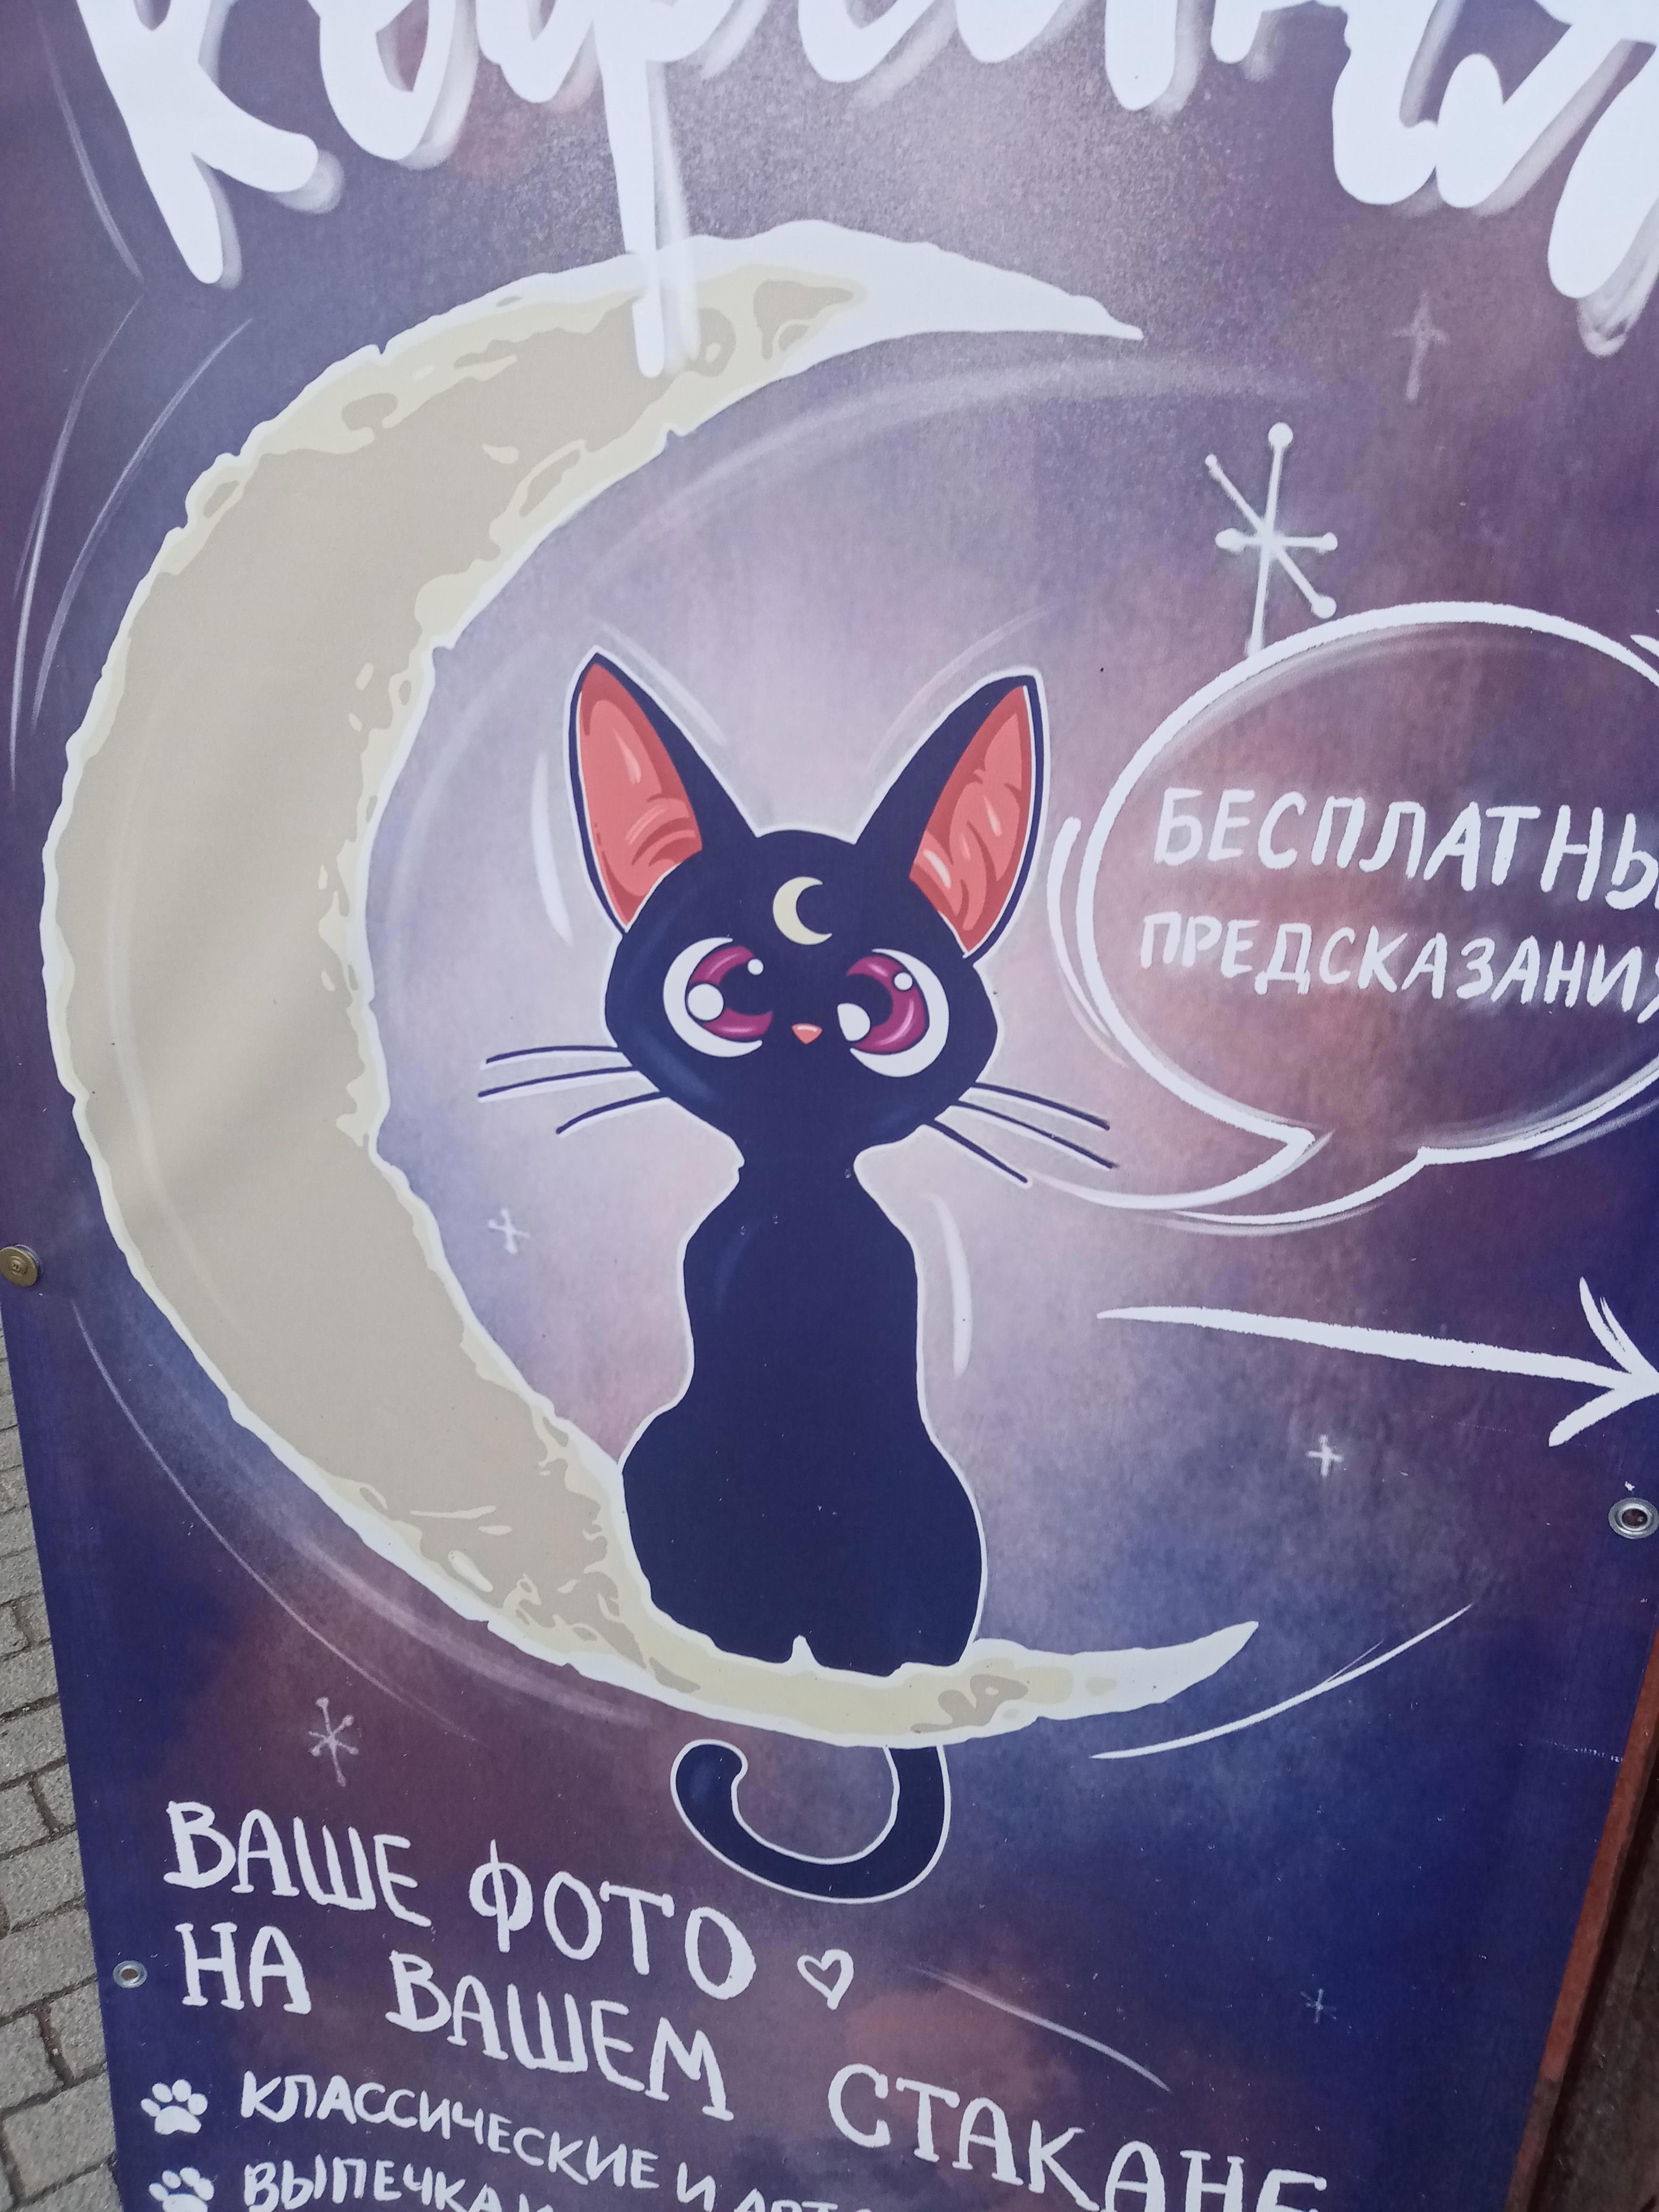 БЕСПЛАТНЫ
ПРЕДСКАЗАНИЯ
ВАШЕ ФОТО
НА ВАШЕМ СТАКАНЕ
КЛАССИЧЕСКИЕ И
ВЫПЕЧКА